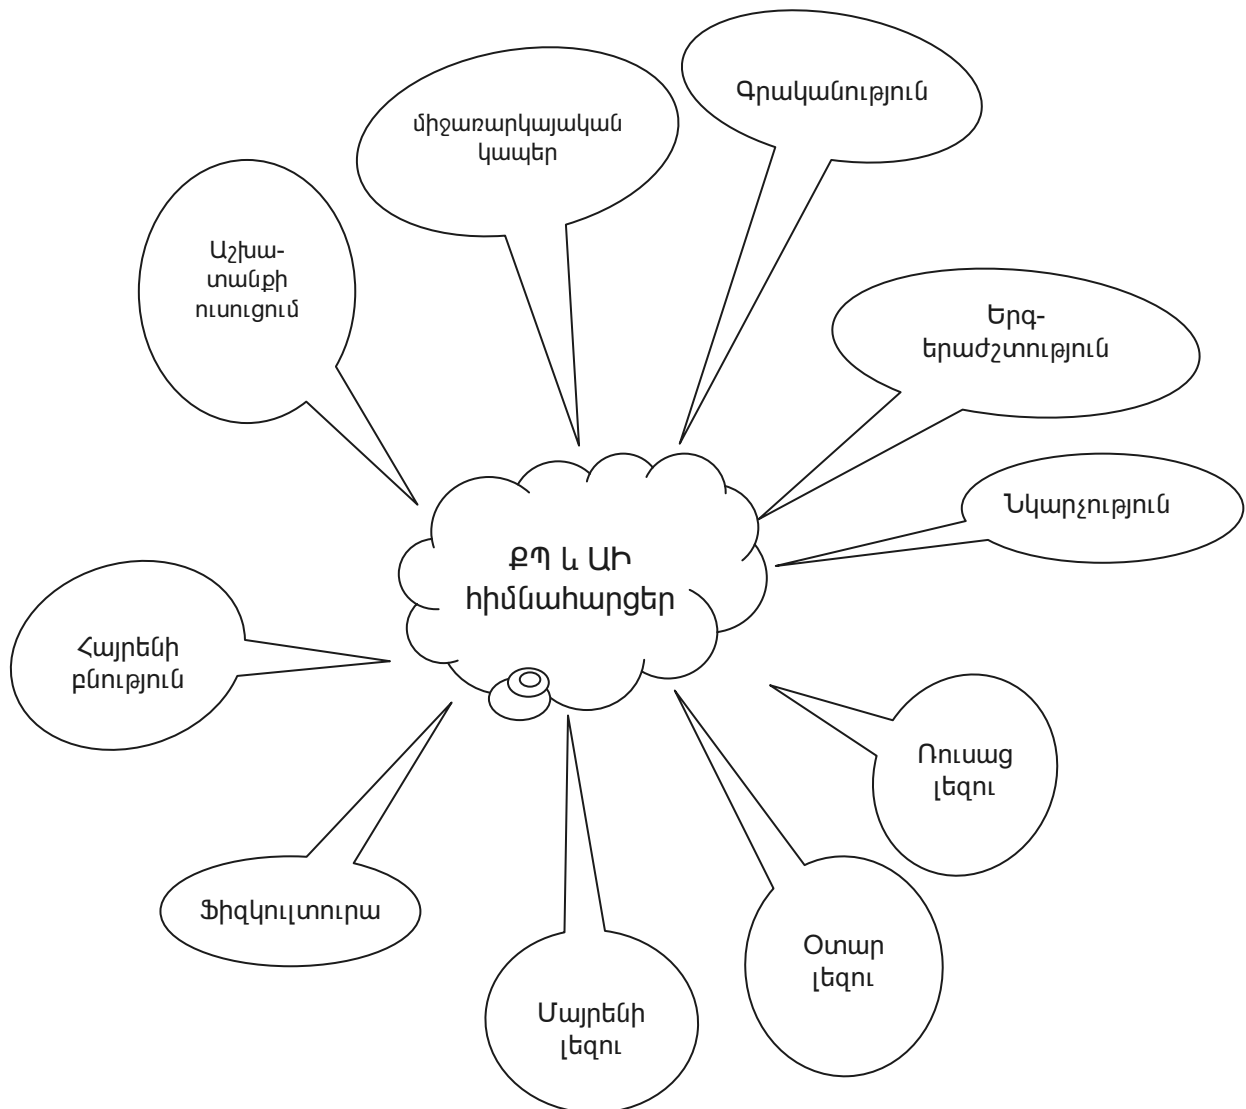 Գրականություն
միջառարկայական
կապեր
Աշխա-
տանքի
ուսուցում
Երգ-
երաժշտություն
Նկարչություն
ՔՊ և ԱԻ
հիմնահարցեր
Հայրենի
բնություն
Ռուսաց
լեզու
Ֆիզկուլտուրա
Օտար
լեզու
Մայրենի
լեզու